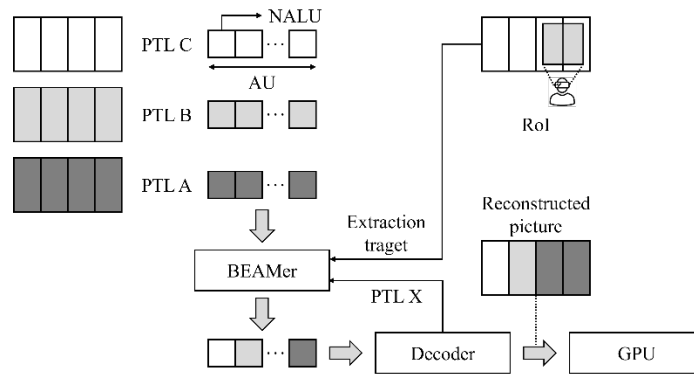 NALU
PTL C
AU
PTL B
RoI
PTL A
Reconstructed
picture
Extraction
traget
BEAMer
PTL X
Decoder
GPU